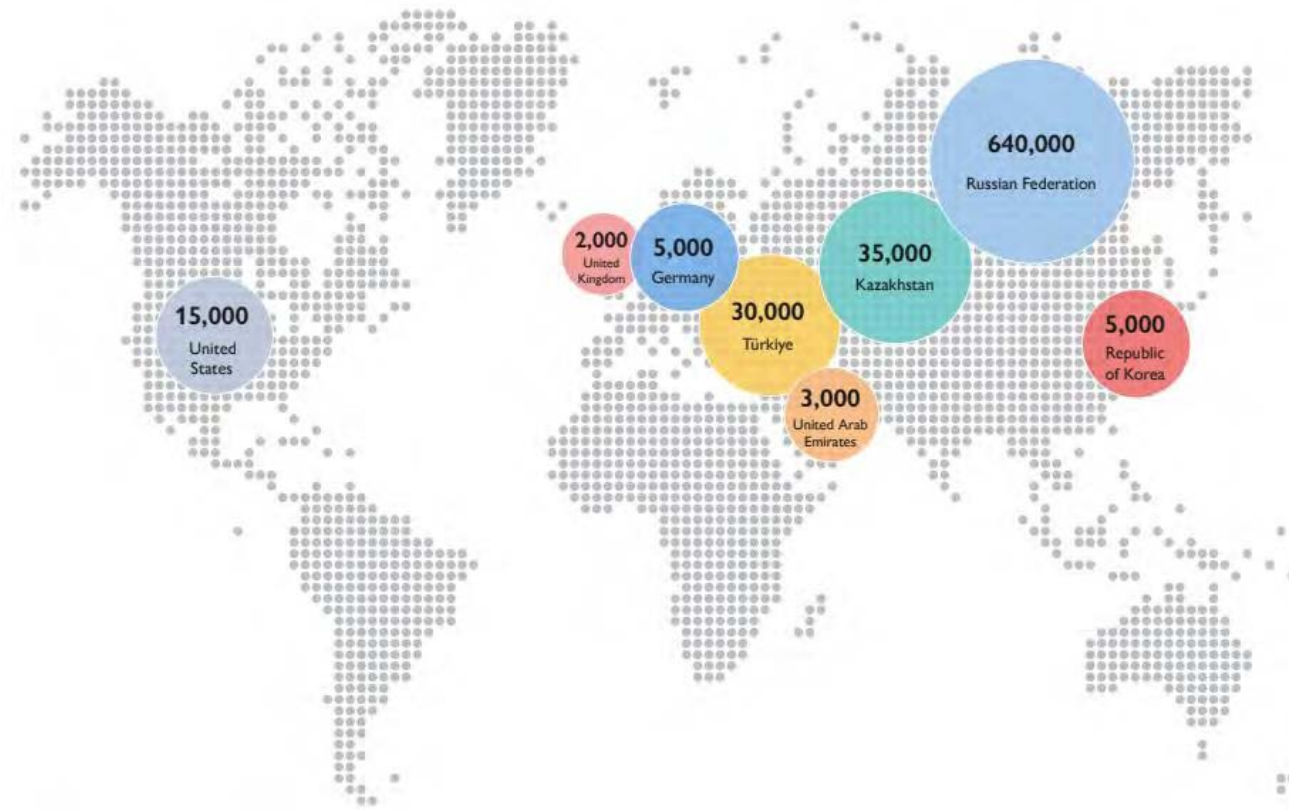 640,000
Russian Federation
2,000
United
Kingdom
5,000
Germany
35,000
Kazakhstan
15,000
United
States
30,000
Türkiye
5,000
Republic
of Korea
3,000
United Arab
Emirates